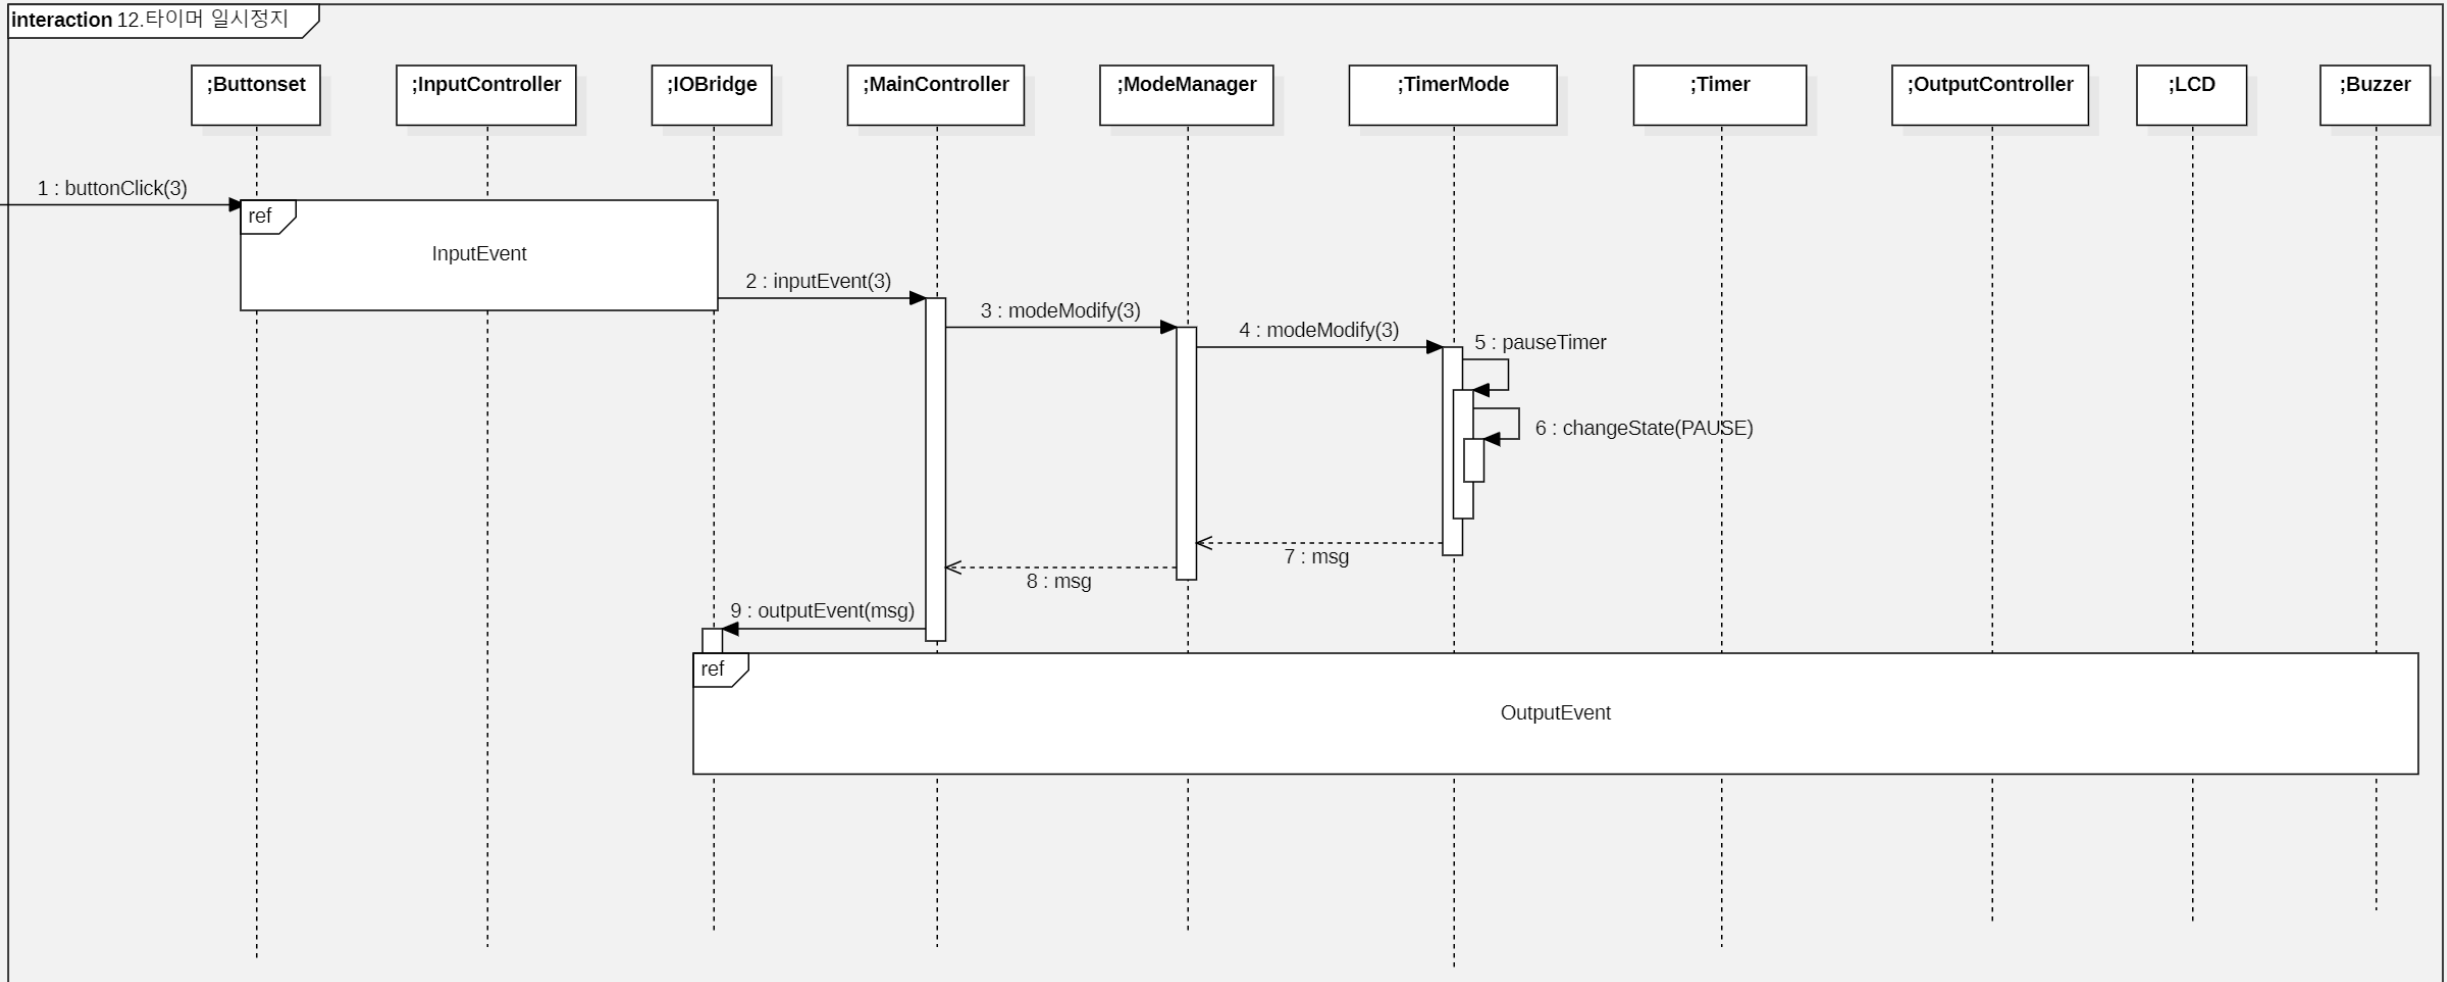 interaction 12.타이머 일시정지
;Buttonset
;InputController
;IOBridge
;MainController
;ModeManager
;TimerMode
;Timer
;OutputController
;LCD
;Buzzer
1 : buttonClick(3)
ref
InputEvent
2 : inputEvent(3)
3 : modeModify(3)
4 : modeModify(3)
5 : pauseTimer
6 : changeState(PAUSE)
7 : msg
8 : msg
9 : outputEvent(msg)
ref
OutputEvent